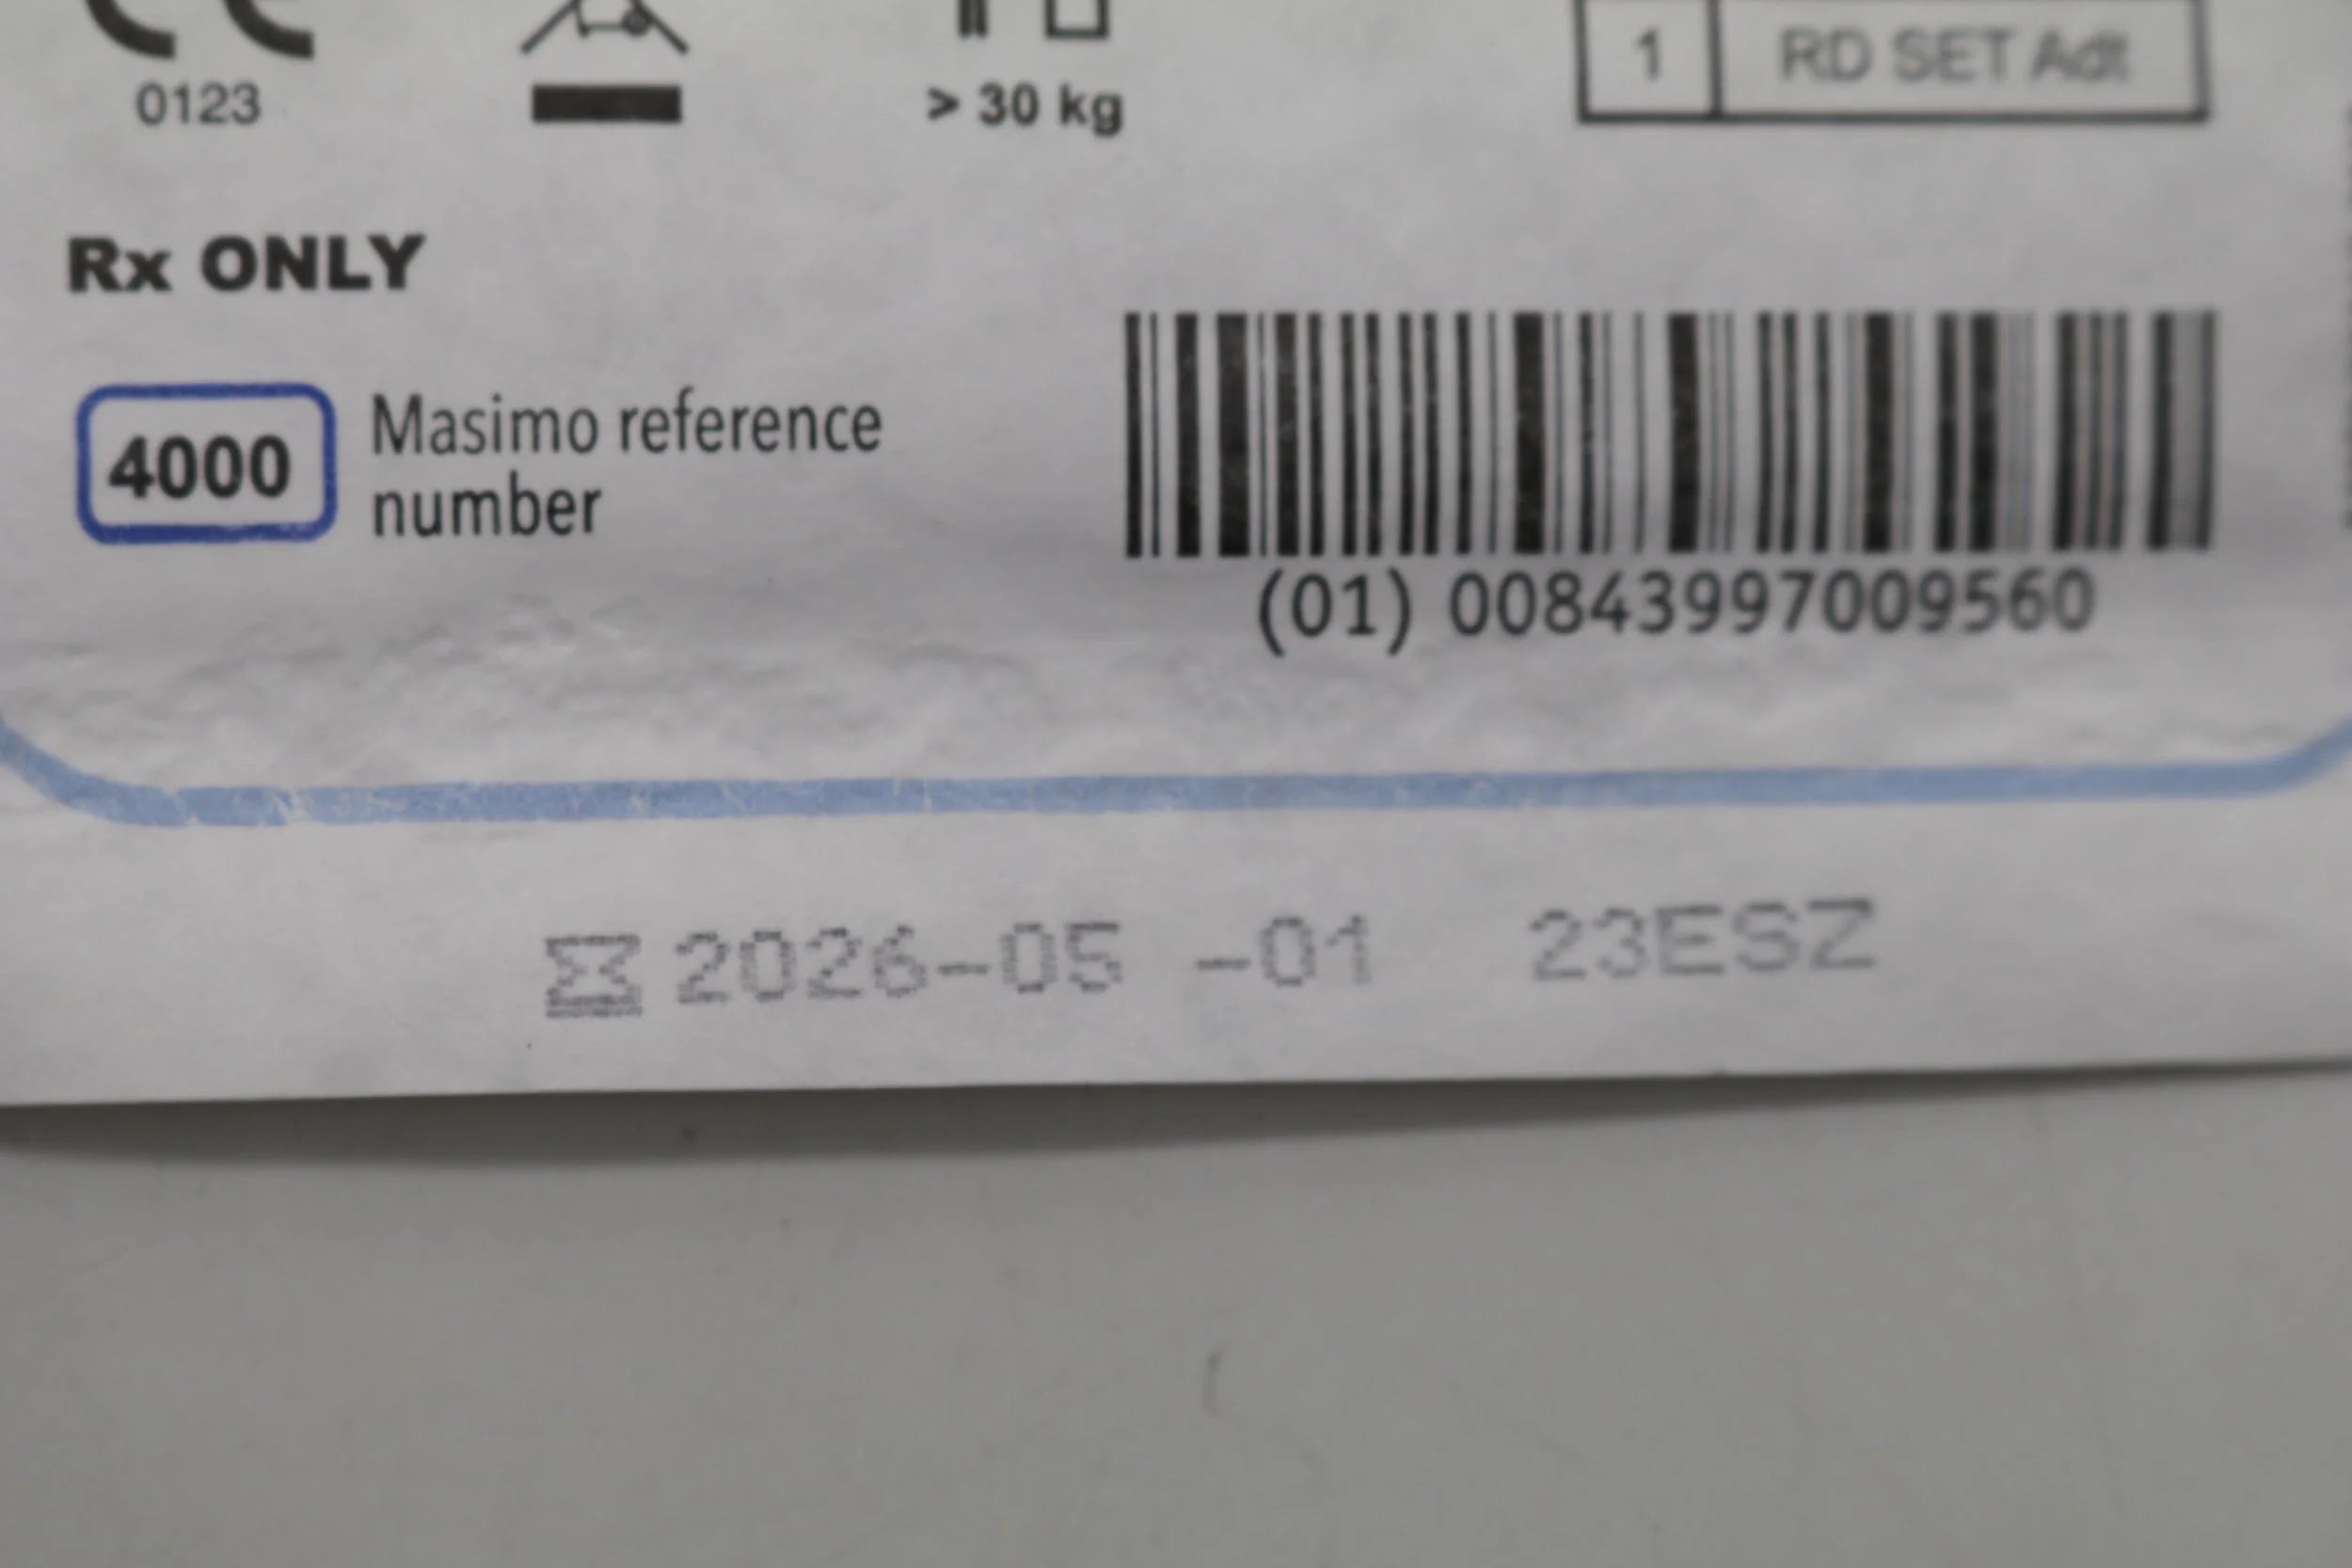 0123
> 30 kg
1 RD SET Adt
Rx ONLY
4000
Masimo reference
number
(01) 00843997009560
2026-05 -01 23ESZ